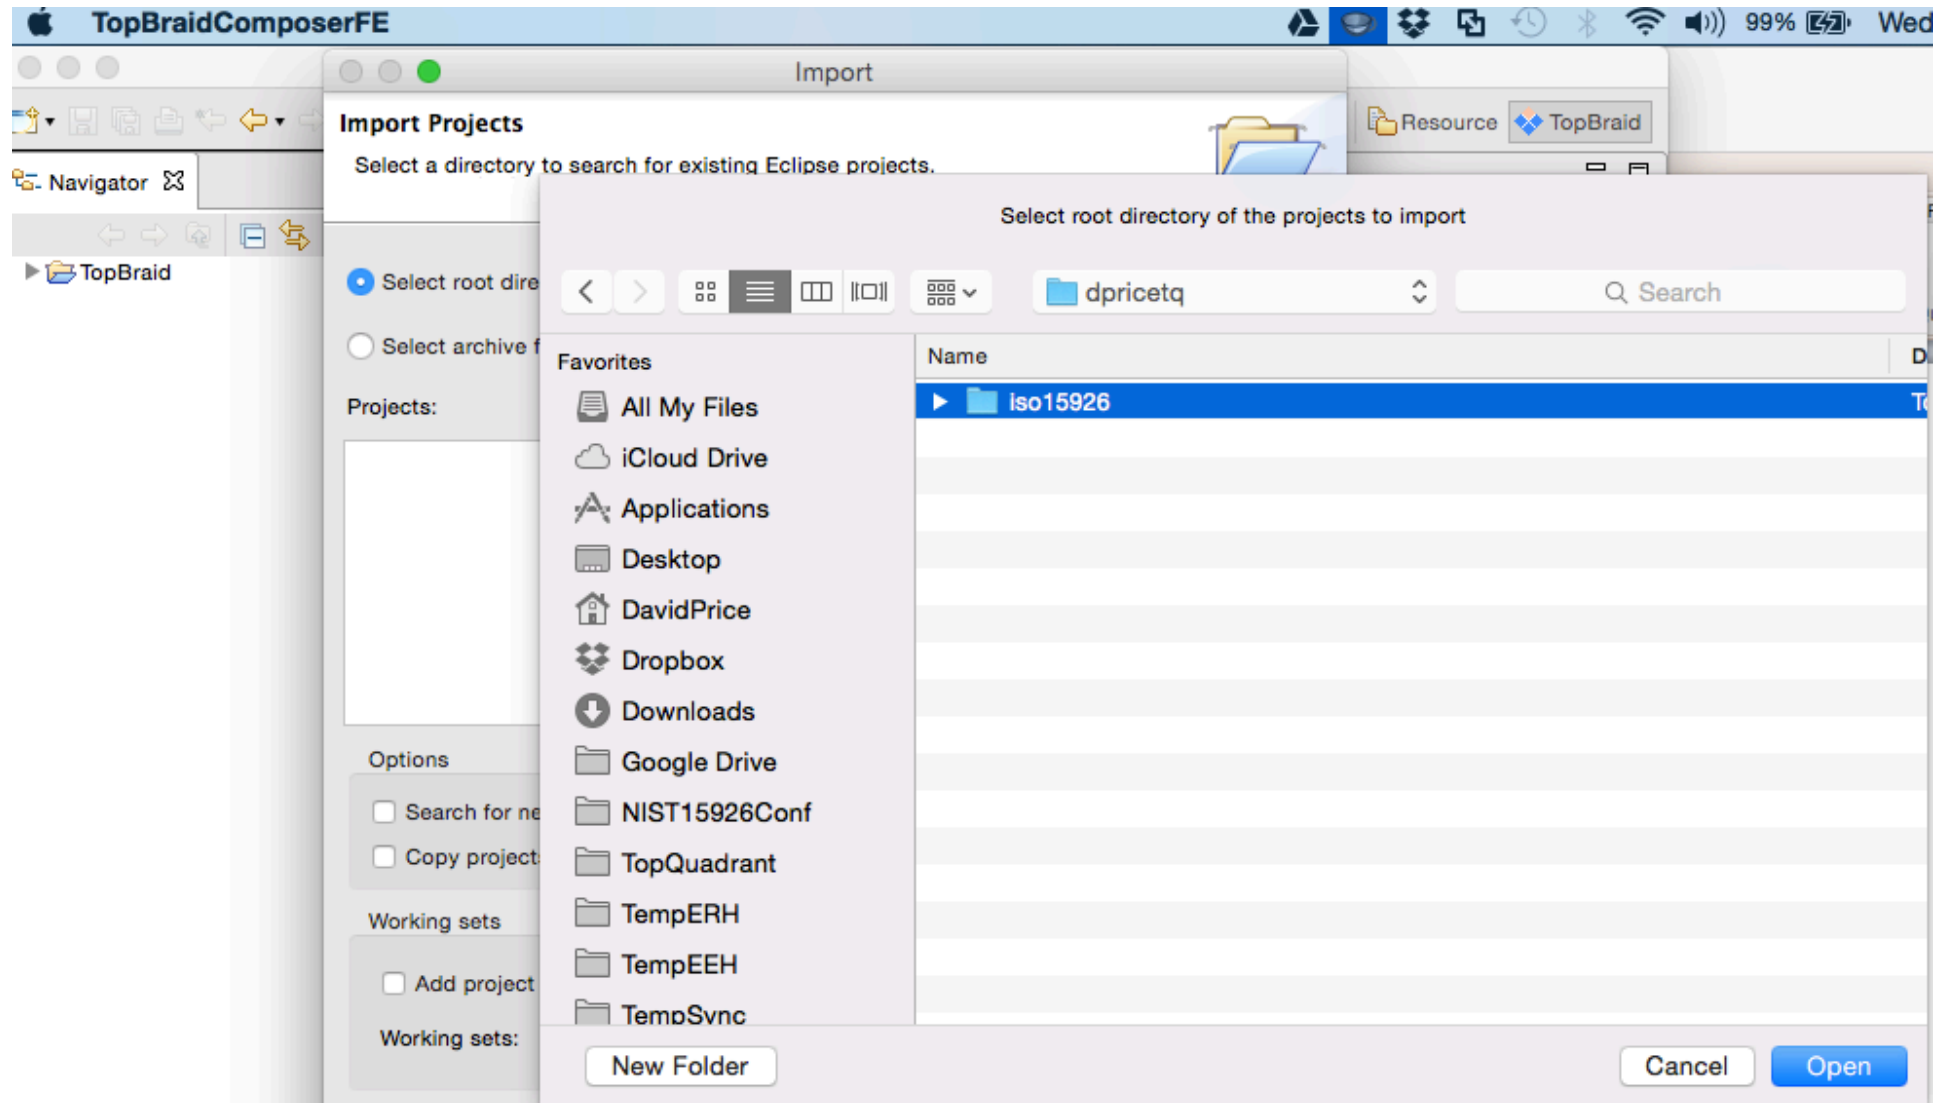 TopBraidComposerFE
99%
Wed
Import
Import Projects
Select a directory to search for existing Eclipse projects.
Resource
TopBraid
Navigator
TopBraid
Select root dire
Select archive f
Projects:
Options
Search for ne
Copy project
Working sets
Add project
Working sets:
Select root directory of the projects to import
dpricetq
Search
Favorites
All My Files
iCloud Drive
Applications
Desktop
DavidPrice
Dropbox
Downloads
Google Drive
NIST15926Conf
TopQuadrant
TempERH
TempEEH
TempSync
Name
D
iso15926
To
New Folder
Cancel
Open